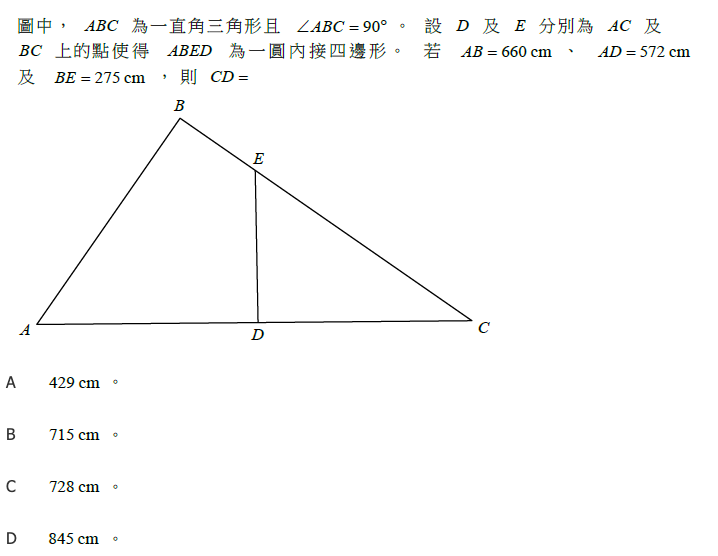 圖中， ABC 為一直角三角形且 ∠ABC = 90° 。 設 D 及 E 分別為 AC 及
BC 上的點使得 ABED 為一圓內接四邊形。 若 AB = 660 cm 、 AD = 572 cm
及 BE = 275 cm ，則 CD =
B
E
A
D
C
A 429 cm 。
B 715 cm 。
C 728 cm 。
D 845 cm 。